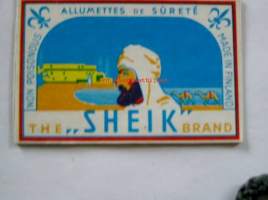 ALLUMETTES DE SÛRETÉ
NON POISONOUS
MADE IN FINLAND
THE „SHEIK" BRAND